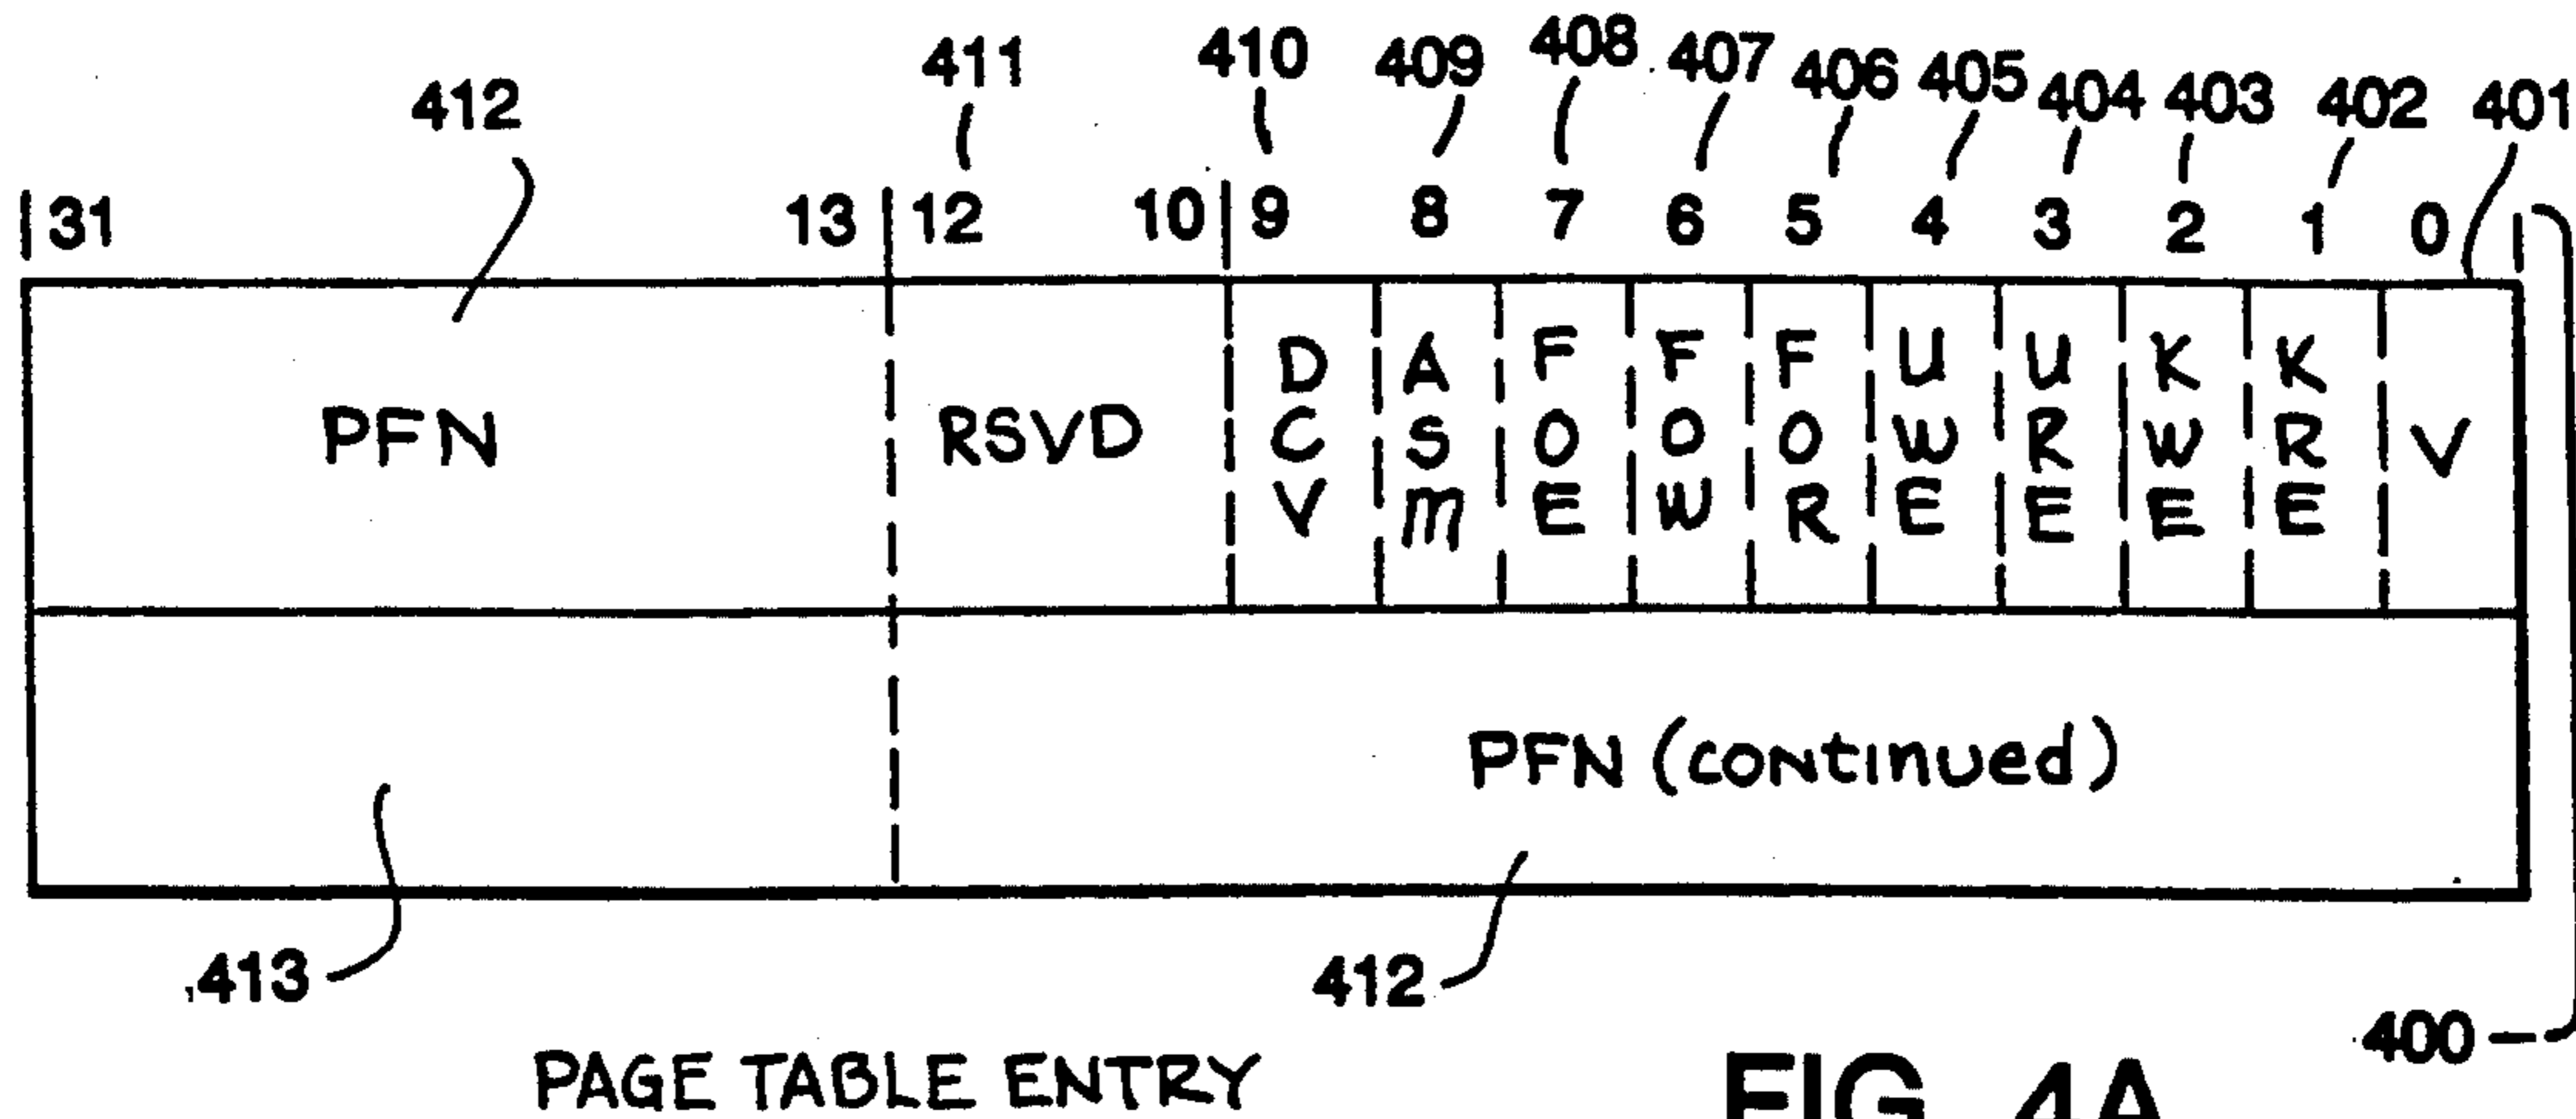 412 411 410 409 408 407 406 405 404 403 402 401
31 13 12 10 9 8 7 6 5 4 3 2 1 0
PFN RSVD DCV ASM FOE FOW FOR UWE URE KWE KRE V
PFN (continued)
413 412 400
PAGE TABLE ENTRY
FIG. 4A